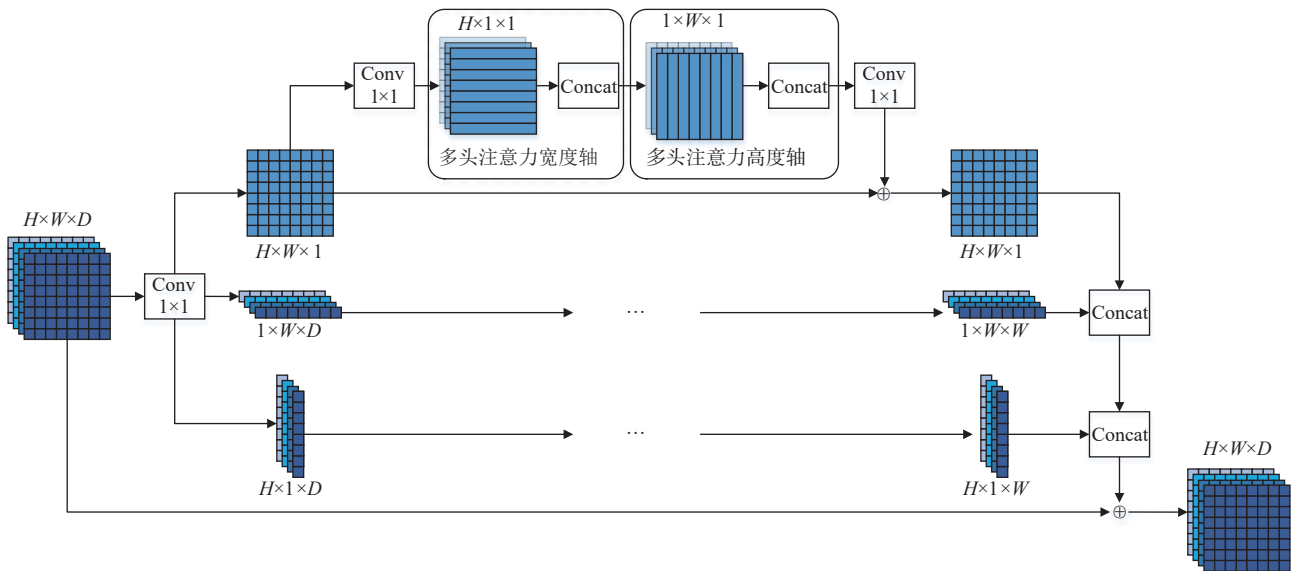 H×1×1
1×W×1
Conv
1×1
Concat
Concat
Conv
1×1
多头注意力宽度轴
多头注意力高度轴
H×W×D
H×W×1
H×W×1
Conv
1×1
1×W×D
...
1×W×W
Concat
H×1×D
...
H×1×W
Concat
H×W×D